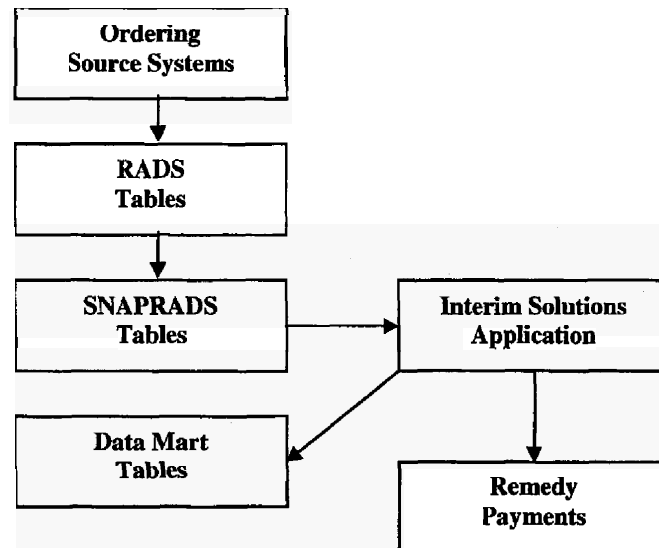 Ordering
Source Systems
RADS
Tables
SNAPRADS
Tables
Interim Solutions
Application
Data Mart
Tables
Remedy
Payments